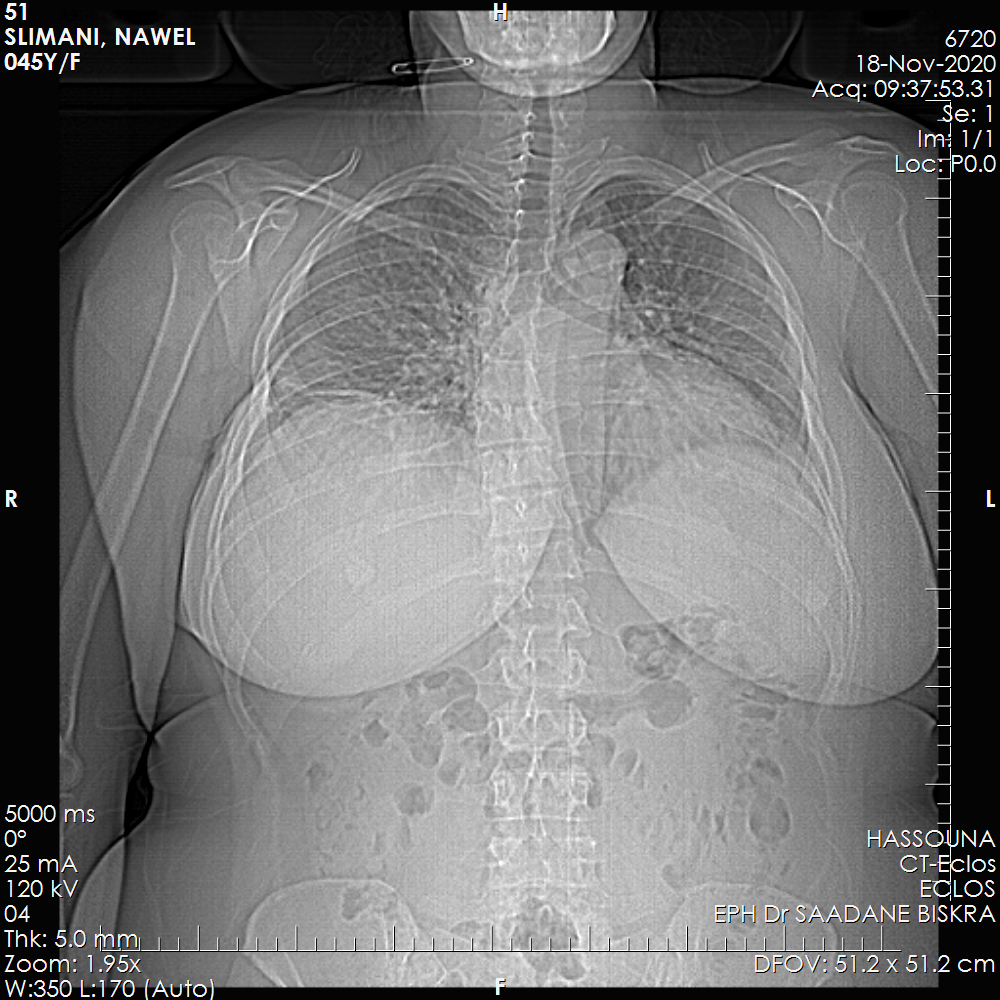 51
SLIMANI, NAWEL
045Y/F
H
6720
18-Nov-2020
Acq: 09:37:53.31
Se: 1
Im: 1/1
Loc: P0.0
R
L
5000 ms
0°
25 mA
120 kV
04
Thk: 5.0 mm
Zoom: 1.95x
W:350 L:170 (Auto)
F
HASSOUNA
CT-Eclos
ECLOS
EPH Dr SAADANE BISKRA
DFOV: 51.2 x 51.2 cm